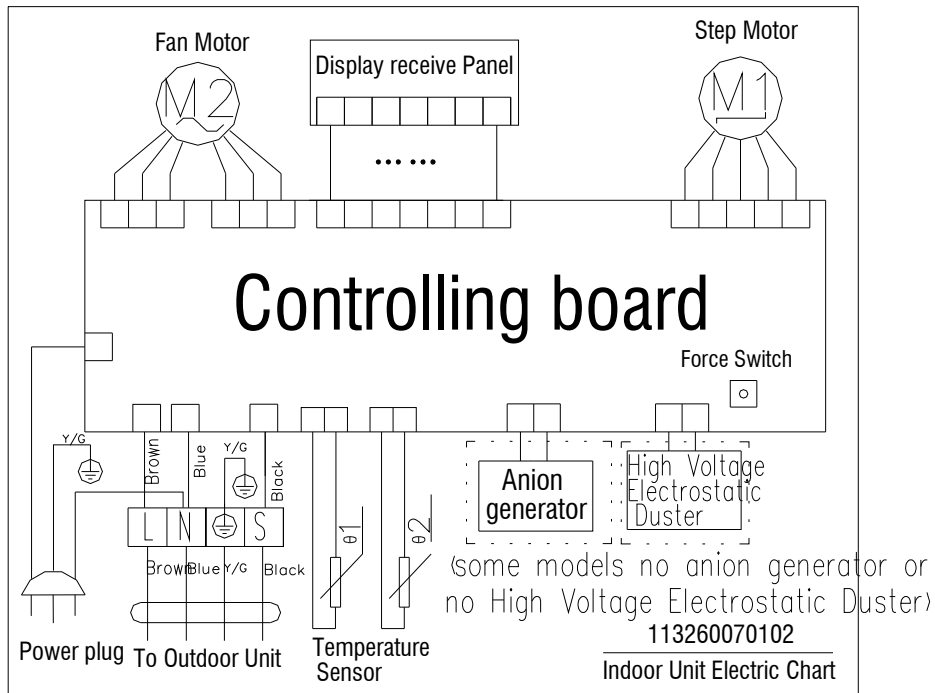 Fan Motor
Step Motor
Display receive Panel
M2
M1
Controlling board
Force Switch
Y/G
Brown
Blue
Y/G
Black
L N S
Brown Blue Y/G Black
θ1
θ2
Anion
generator
High Voltage
Electrostatic
Duster
(some models no anion generator or
no High Voltage Electrostatic Duster)
Power plug
To Outdoor Unit
Temperature
Sensor
113260070102
Indoor Unit Electric Chart